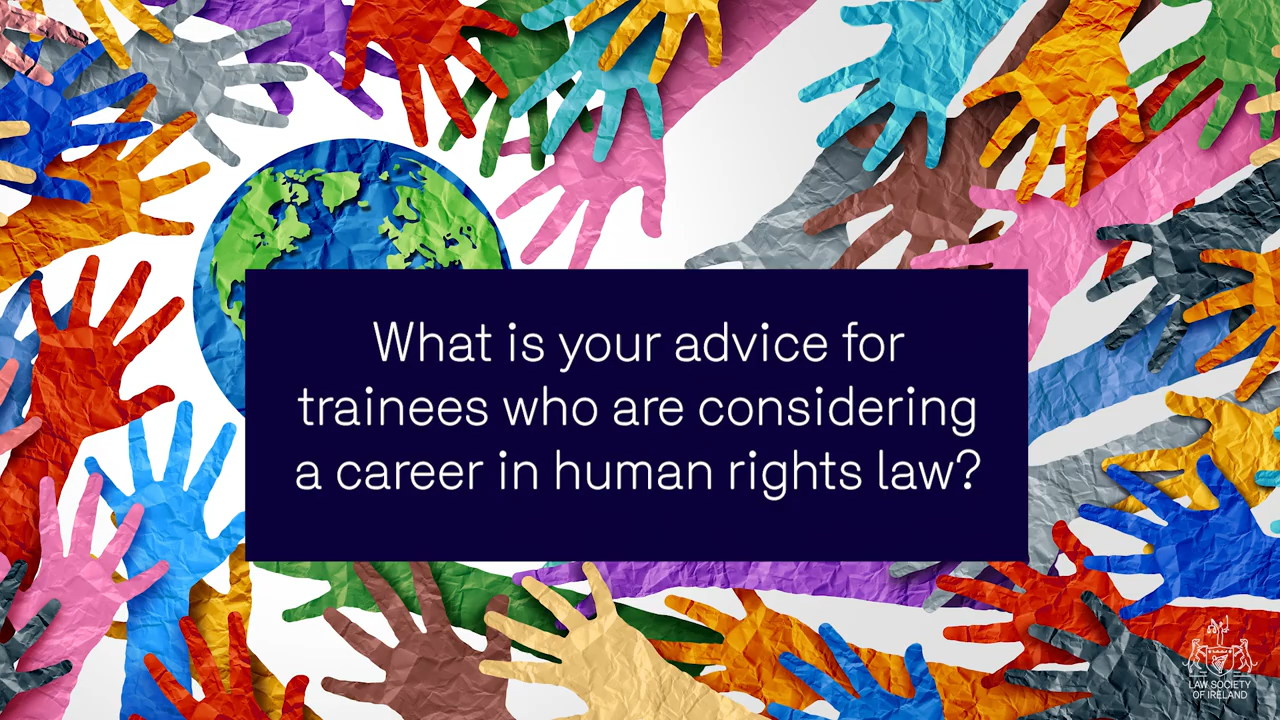 What is your advice for
trainees who are considering
a career in human rights law?
LAW SOCIETY
OF IRELAND